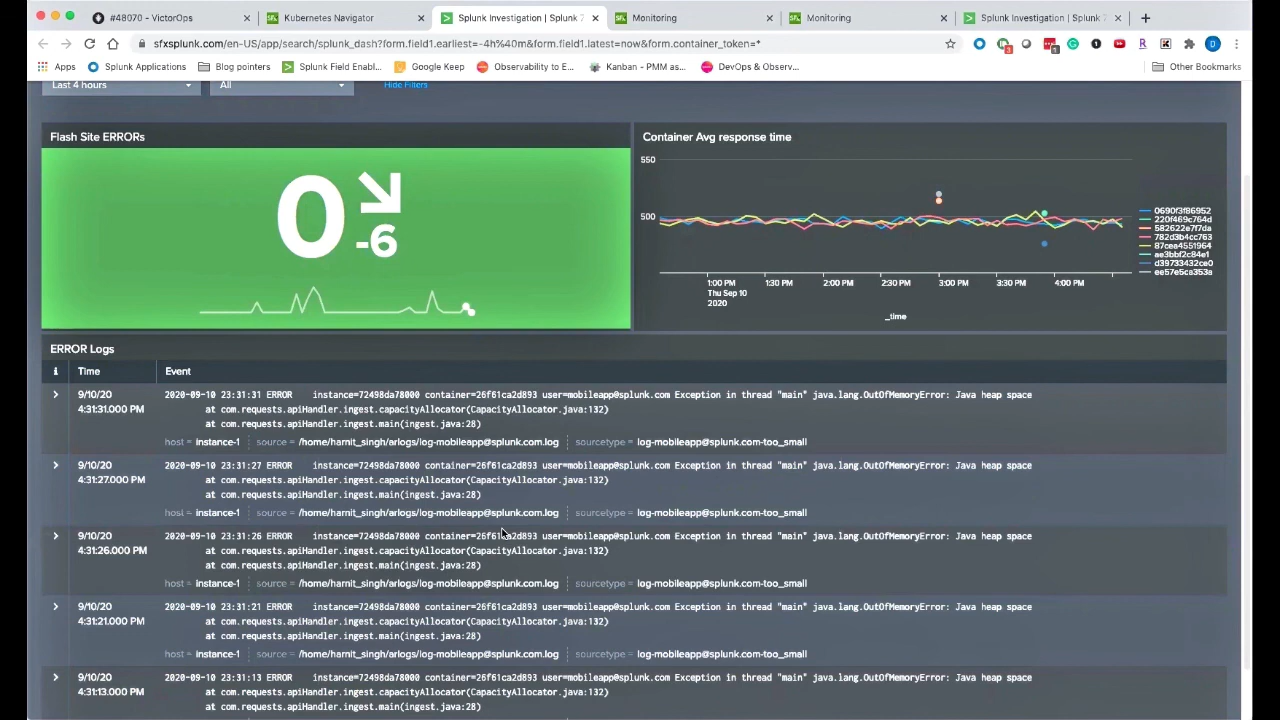 #48070 - VictorOps
Kubernetes Navigator
Splunk Investigation | Splunk 7
Monitoring
Monitoring
Splunk Investigation | Splunk 7
sfxsplunk.com/en-US/app/search/splunk_dash?form.field1.earliest=-4h%40m&form.field1.latest=now&form.container_token=*
Apps
Splunk Applications
Blog pointers
Splunk Field Enabl...
Google Keep
Observability to E...
Kanban - PMM as...
DevOps & Observ...
Other Bookmarks
Last 4 hours
All
Hide Filters
Flash Site ERRORs
0
-6
Container Avg response time
550
500
1:00 PM
Thu Sep 10
2020
1:30 PM
2:00 PM
2:30 PM
3:00 PM
3:30 PM
4:00 PM
_time
0690f3f86952
220f469c764d
582622e7f7da
782d3b4cc763
87cea4551964
ae3bbf2c84e1
d39733432ce0
ee57e5ca353a
ERROR Logs
i Time Event
9/10/20
4:31:31.000 PM
2020-09-10 23:31:31 ERROR instance=72498da78000 container=26f61ca2d893 user=mobileapp@splunk.com Exception in thread "main" java.lang.OutOfMemoryError: Java heap space
at com.requests.apiHandler.ingest.capacityAllocator(CapacityAllocator.java:132)
at com.requests.apiHandler.ingest.main(ingest.java:28)
host = instance-1 source = /home/harnit_singh/arlogs/log-mobileapp@splunk.com.log sourcetype = log-mobileapp@splunk.com-too_small
9/10/20
4:31:27.000 PM
2020-09-10 23:31:27 ERROR instance=72498da78000 container=26f61ca2d893 user=mobileapp@splunk.com Exception in thread "main" java.lang.OutOfMemoryError: Java heap space
at com.requests.apiHandler.ingest.capacityAllocator(CapacityAllocator.java:132)
at com.requests.apiHandler.ingest.main(ingest.java:28)
host = instance-1 source = /home/harnit_singh/arlogs/log-mobileapp@splunk.com.log sourcetype = log-mobileapp@splunk.com-too_small
9/10/20
4:31:26.000 PM
2020-09-10 23:31:26 ERROR instance=72498da78000 container=26f61ca2d893 user=mobileapp@splunk.com Exception in thread "main" java.lang.OutOfMemoryError: Java heap space
at com.requests.apiHandler.ingest.capacityAllocator(CapacityAllocator.java:132)
at com.requests.apiHandler.ingest.main(ingest.java:28)
host = instance-1 source = /home/harnit_singh/arlogs/log-mobileapp@splunk.com.log sourcetype = log-mobileapp@splunk.com-too_small
9/10/20
4:31:21.000 PM
2020-09-10 23:31:21 ERROR instance=72498da78000 container=26f61ca2d893 user=mobileapp@splunk.com Exception in thread "main" java.lang.OutOfMemoryError: Java heap space
at com.requests.apiHandler.ingest.capacityAllocator(CapacityAllocator.java:132)
at com.requests.apiHandler.ingest.main(ingest.java:28)
host = instance-1 source = /home/harnit_singh/arlogs/log-mobileapp@splunk.com.log sourcetype = log-mobileapp@splunk.com-too_small
9/10/20
4:31:13.000 PM
2020-09-10 23:31:13 ERROR instance=72498da78000 container=26f61ca2d893 user=mobileapp@splunk.com Exception in thread "main" java.lang.OutOfMemoryError: Java heap space
at com.requests.apiHandler.ingest.capacityAllocator(CapacityAllocator.java:132)
at com.requests.apiHandler.ingest.main(ingest.java:28)